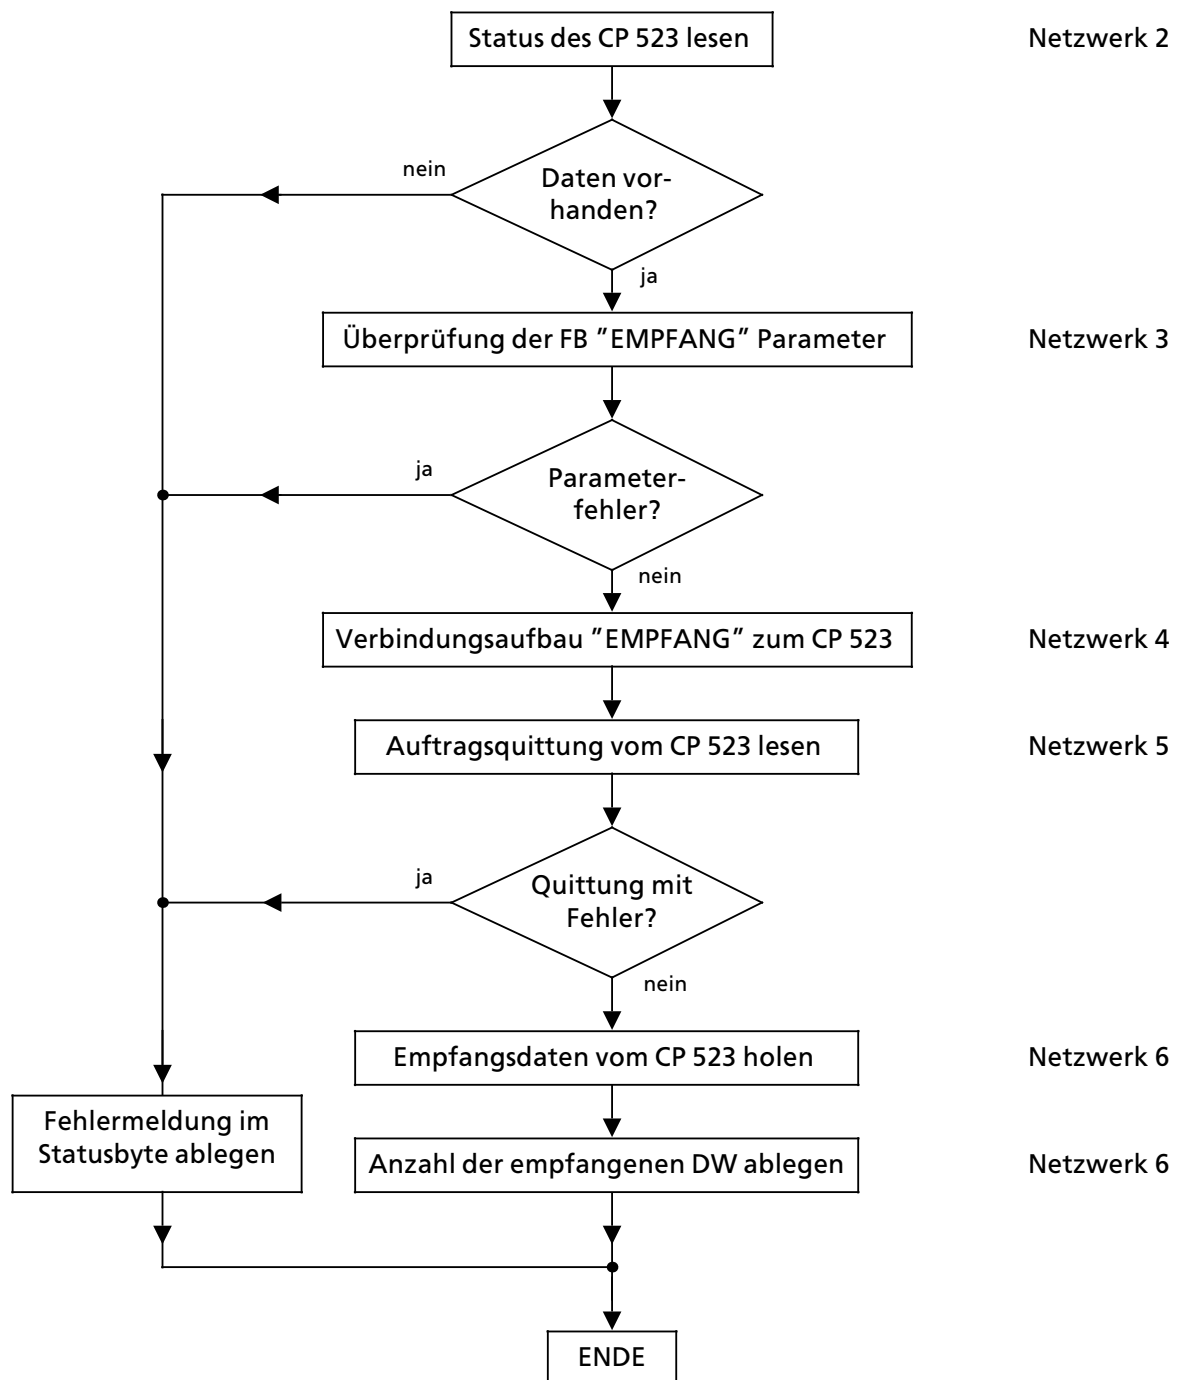 Status des CP 523 lesen
Netzwerk 2
nein
Daten vor-
handen?
ja
Überprüfung der FB "EMPFANG" Parameter
Netzwerk 3
ja
Parameter-
fehler?
nein
Verbindungsaufbau "EMPFANG" zum CP 523
Netzwerk 4
Auftragsquittung vom CP 523 lesen
Netzwerk 5
ja
Quittung mit
Fehler?
nein
Empfangsdaten vom CP 523 holen
Netzwerk 6
Fehlermeldung im
Statusbyte ablegen
Anzahl der empfangenen DW ablegen
Netzwerk 6
ENDE